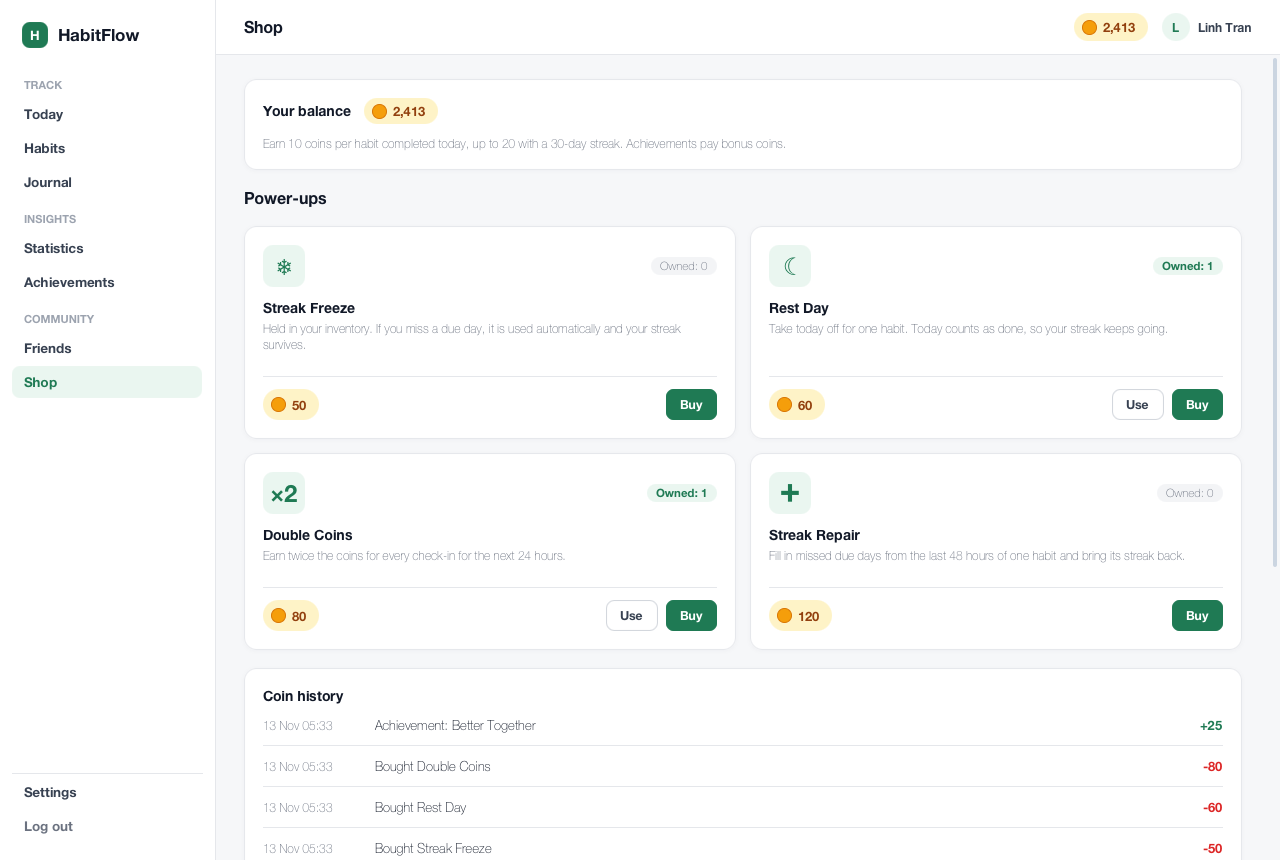 H HabitFlow
TRACK
Today
Habits
Journal
INSIGHTS
Statistics
Achievements
COMMUNITY
Friends
Shop
Settings
Log out
Shop
2,413
L Linh Tran
Your balance 2,413
Earn 10 coins per habit completed today, up to 20 with a 30-day streak. Achievements pay bonus coins.
Power-ups
Owned: 0
Streak Freeze
Held in your inventory. If you miss a due day, it is used automatically and your streak
survives.
50 Buy
Owned: 1
Rest Day
Take today off for one habit. Today counts as done, so your streak keeps going.
60 Use Buy
×2 Owned: 1
Double Coins
Earn twice the coins for every check-in for the next 24 hours.
80 Use Buy
Owned: 0
Streak Repair
Fill in missed due days from the last 48 hours of one habit and bring its streak back.
120 Buy
Coin history
13 Nov 05:33 Achievement: Better Together +25
13 Nov 05:33 Bought Double Coins -80
13 Nov 05:33 Bought Rest Day -60
13 Nov 05:33 Bought Streak Freeze -50